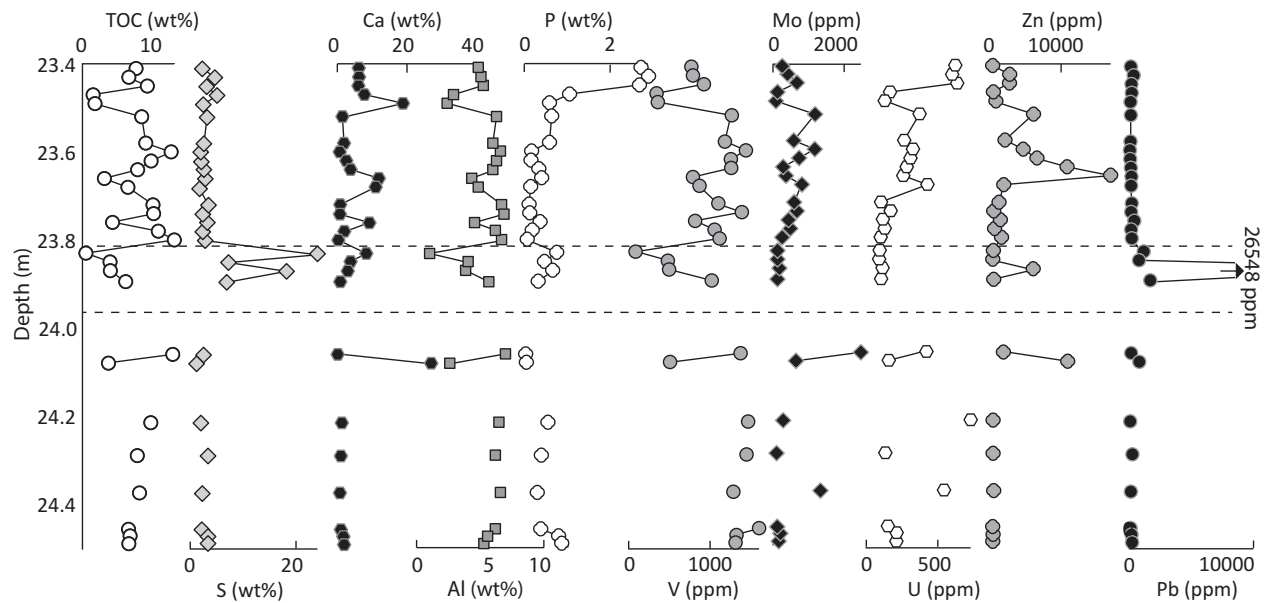 TOC (wt%) Ca (wt%) P (wt%) Mo (ppm) Zn (ppm)
0 10 0 20 40 0 2 0 2000 0 10000
23.4
23.6
23.8
24.0
24.2
24.4
Depth (m)
26548 ppm
0 20 0 5 10 0 1000 0 500 0 10000
S (wt%) Al (wt%) V (ppm) U (ppm) Pb (ppm)